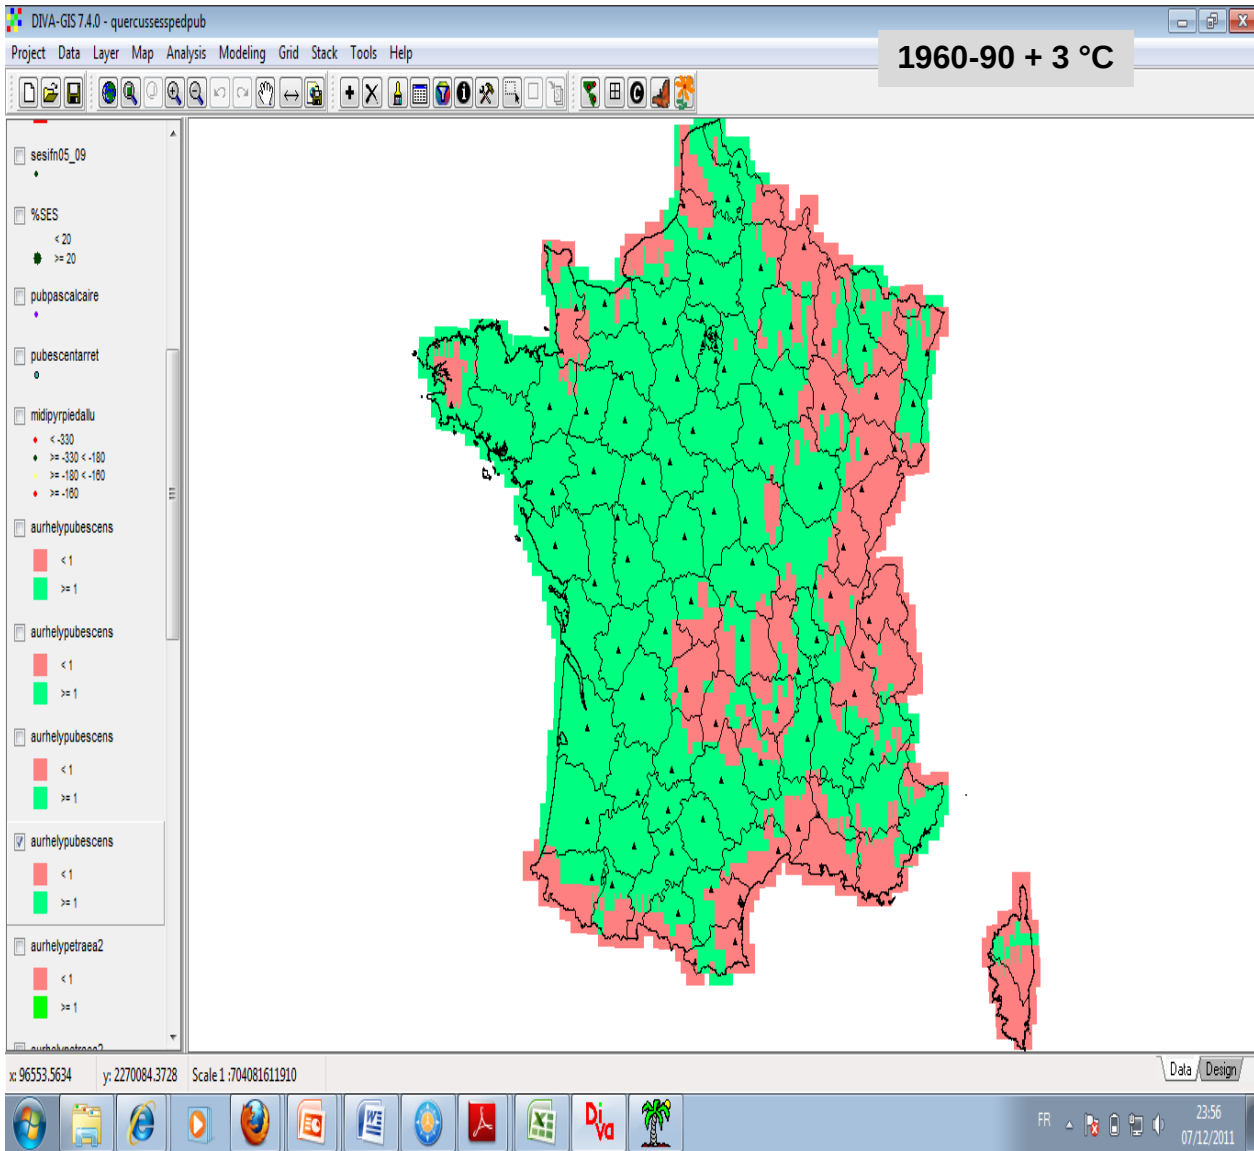 DIVA-GIS 7.4.0 - quercussesspedpub
Project Data Layer Map Analysis Modeling Grid Stack Tools Help
1960-90 + 3 °C
sesifn05_09
%SES
< 20
>= 20
pubpascalcaire
pubescentarret
midipyrpiedallu
< -330
>= -330 < -180
>= -180 < -160
>= -160
aurhelypubescens
< 1
>= 1
aurhelypubescens
< 1
>= 1
aurhelypubescens
< 1
>= 1
aurhelypubescens
< 1
>= 1
aurhelypetraea2
< 1
>= 1
aurhelypetraea2
x: 96553.5634 y: 2270084.3728 Scale 1 :704081611910
Data Design
Di
va
FR
23:56
07/12/2011